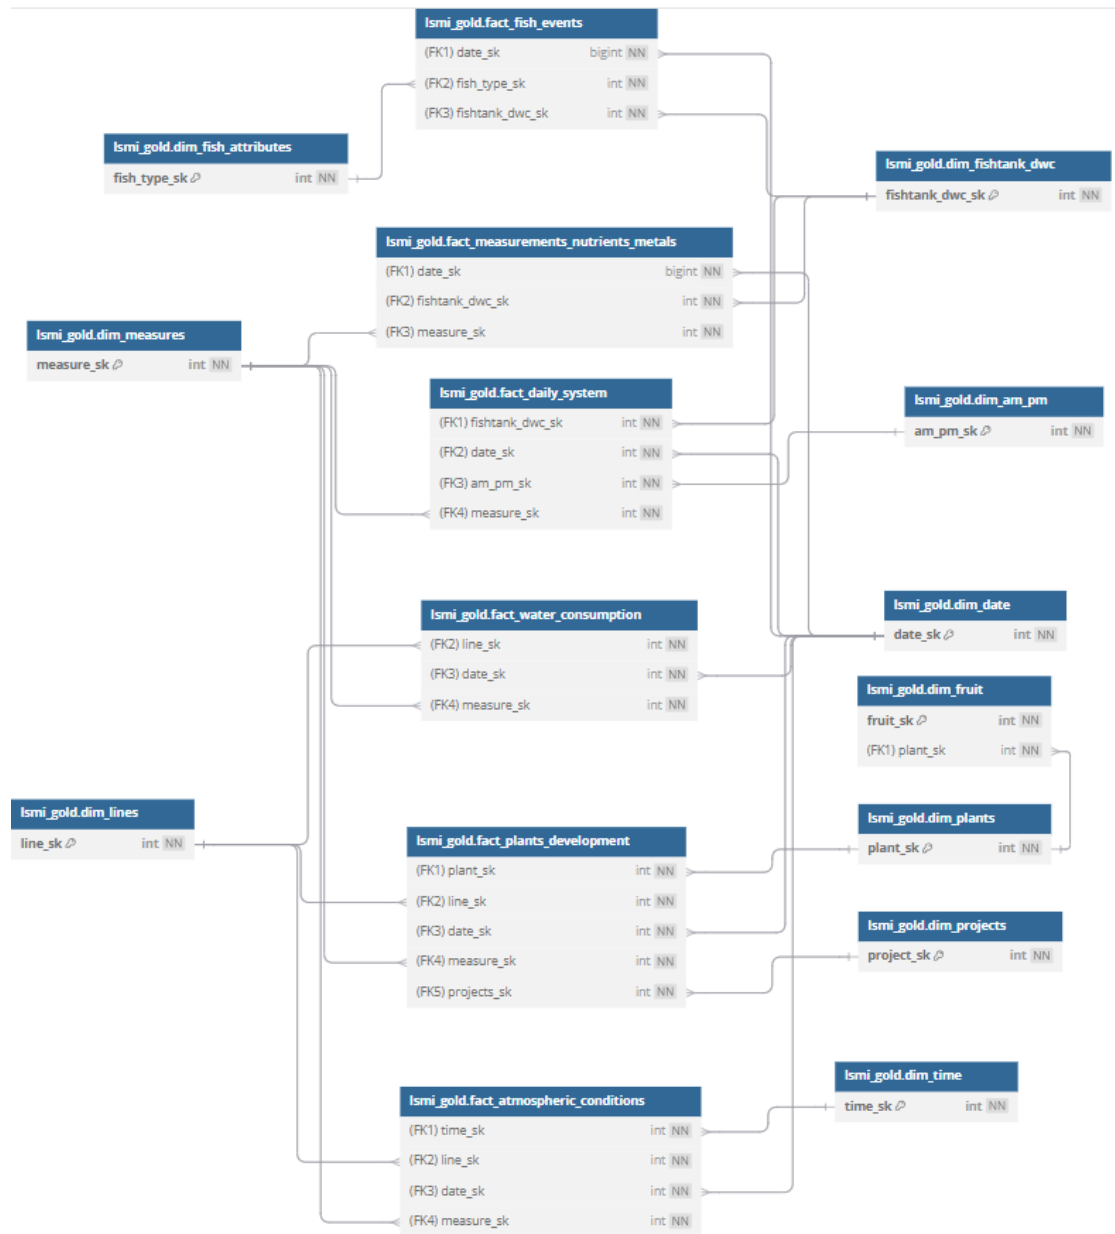 lsmi_gold.fact_fish_events
(FK1) date_sk bigint NN
(FK2) fish_type_sk int NN
(FK3) fishtank_dwc_sk int NN
lsmi_gold.dim_fish_attributes
fish_type_sk int NN
lsmi_gold.dim_fishtank_dwc
fishtank_dwc_sk int NN
lsmi_gold.fact_measurements_nutrients_metals
(FK1) date_sk bigint NN
(FK2) fishtank_dwc_sk int NN
(FK3) measure_sk int NN
lsmi_gold.dim_measures
measure_sk int NN
lsmi_gold.fact_daily_system
(FK1) fishtank_dwc_sk int NN
(FK2) date_sk int NN
(FK3) am_pm_sk int NN
(FK4) measure_sk int NN
lsmi_gold.dim_am_pm
am_pm_sk int NN
lsmi_gold.fact_water_consumption
(FK2) line_sk int NN
(FK3) date_sk int NN
(FK4) measure_sk int NN
lsmi_gold.dim_date
date_sk int NN
lsmi_gold.dim_fruit
fruit_sk int NN
(FK1) plant_sk int NN
lsmi_gold.dim_lines
line_sk int NN
lsmi_gold.dim_plants
plant_sk int NN
lsmi_gold.fact_plants_development
(FK1) plant_sk int NN
(FK2) line_sk int NN
(FK3) date_sk int NN
(FK4) measure_sk int NN
(FK5) projects_sk int NN
lsmi_gold.dim_projects
project_sk int NN
lsmi_gold.dim_time
time_sk int NN
lsmi_gold.fact_atmospheric_conditions
(FK1) time_sk int NN
(FK2) line_sk int NN
(FK3) date_sk int NN
(FK4) measure_sk int NN